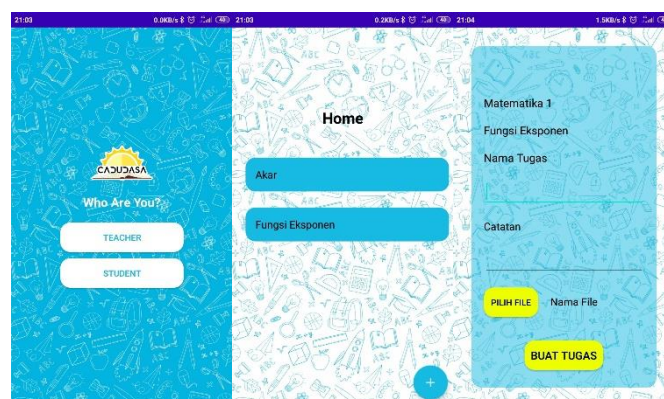 21:03
0.0KB/s
CADUDASA
Who Are You?
TEACHER
STUDENT
21:03
0.2KB/s
Home
Akar
Fungsi Eksponen
+
21:04
1.5KB/s
Matematika 1
Fungsi Eksponen
Nama Tugas
Catatan
PILIH FILE Nama File
BUAT TUGAS